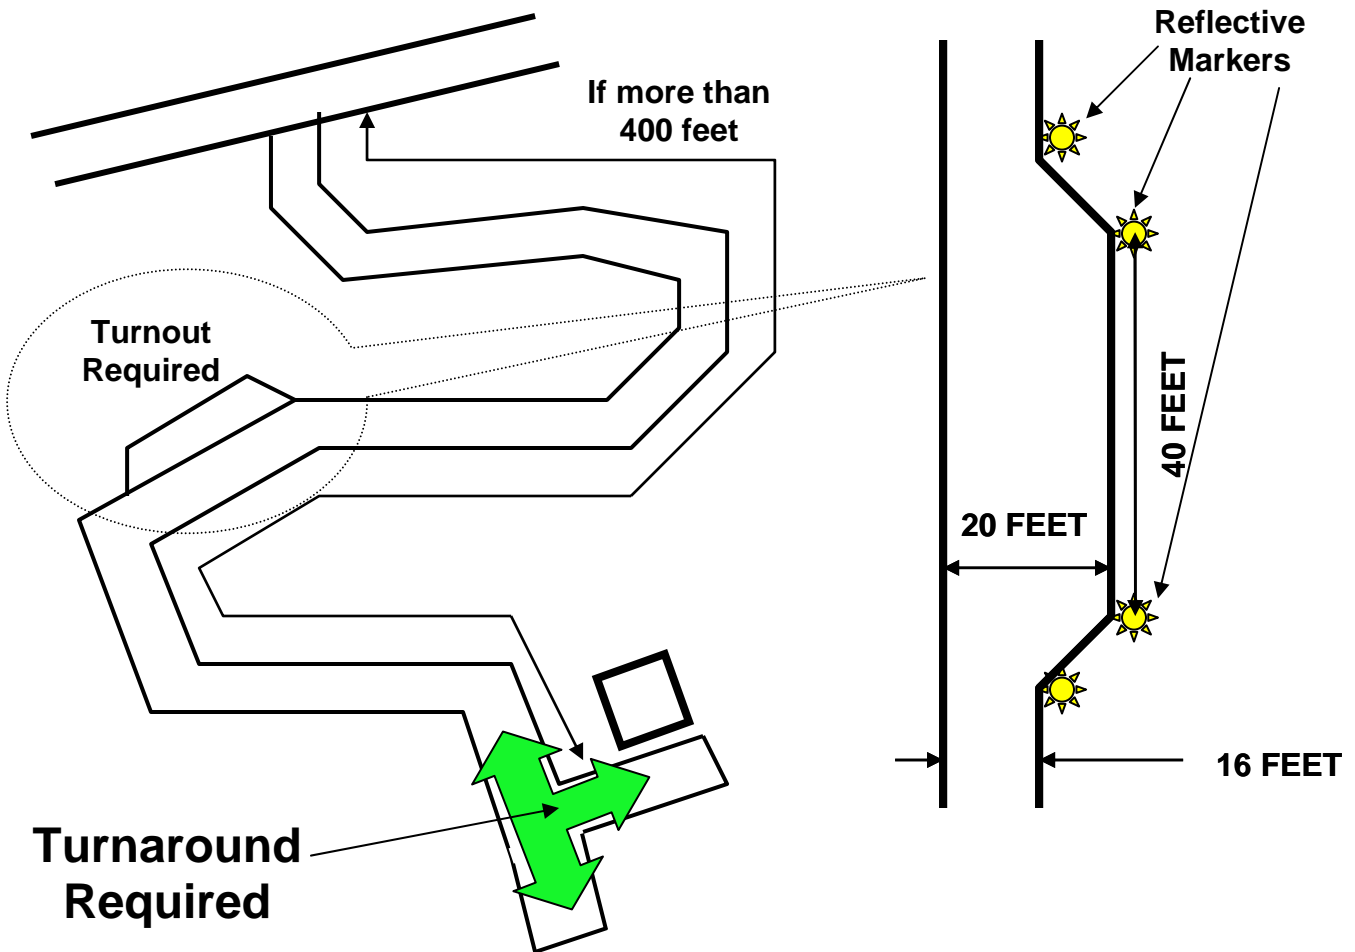 Reflective
Markers
If more than
400 feet
Turnout
Required
40 FEET
20 FEET
16 FEET
Turnaround
Required